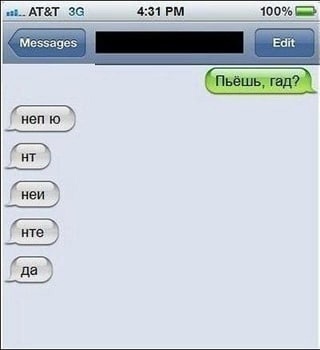 AT&T 3G 4:31 PM 100%
Messages Edit
Пьёшь, гад?
неп ю
нт
неи
нте
да